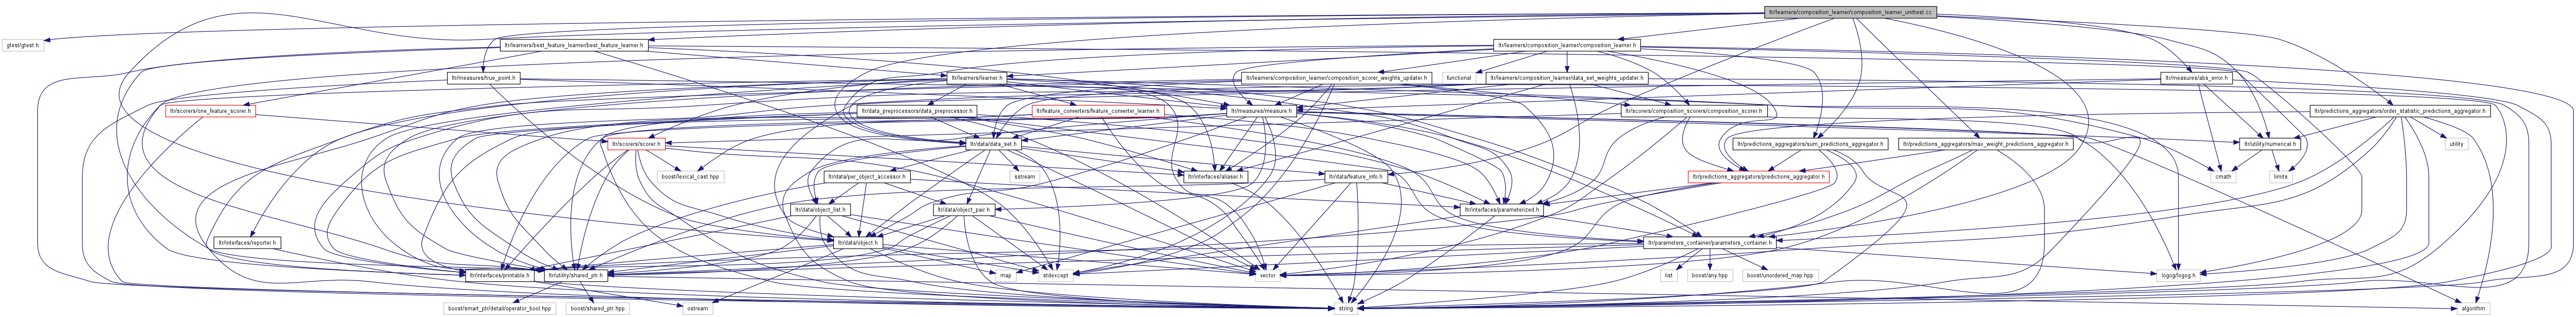 ltr/learners/composition_learner/composition_learner_unittest.cc
gtest/gtest.h
ltr/learners/best_feature_learner/best_feature_learner.h
ltr/learners/composition_learner/composition_learner.h
ltr/measures/true_point.h
ltr/learners/learner.h
ltr/learners/composition_learner/composition_scorer_weights_updater.h
functional
ltr/learners/composition_learner/data_set_weights_updater.h
ltr/measures/abs_error.h
ltr/scorers/one_feature_scorer.h
ltr/data_preprocessors/data_preprocessor.h
ltr/feature_converters/feature_converter_learner.h
ltr/measures/measure.h
ltr/scorers/composition_scorers/composition_scorer.h
ltr/predictions_aggregators/order_statistic_predictions_aggregator.h
ltr/scorers/scorer.h
ltr/data/data_set.h
ltr/predictions_aggregators/sum_predictions_aggregator.h
ltr/predictions_aggregators/max_weight_predictions_aggregator.h
ltr/utility/numerical.h
utility
boost/lexical_cast.hpp
ltr/data/per_object_accessor.h
sstream
ltr/interfaces/aliaser.h
ltr/data/feature_info.h
ltr/predictions_aggregators/predictions_aggregator.h
cmath
limits
ltr/data/object_list.h
ltr/data/object_pair.h
ltr/interfaces/parameterized.h
ltr/interfaces/reporter.h
ltr/data/object.h
ltr/parameters_container/parameters_container.h
ltr/interfaces/printable.h
ltr/utility/shared_ptr.h
map
stdexcept
vector
list
boost/any.hpp
boost/unordered_map.hpp
logog/logog.h
boost/smart_ptr/detail/operator_bool.hpp
boost/shared_ptr.hpp
ostream
string
algorithm